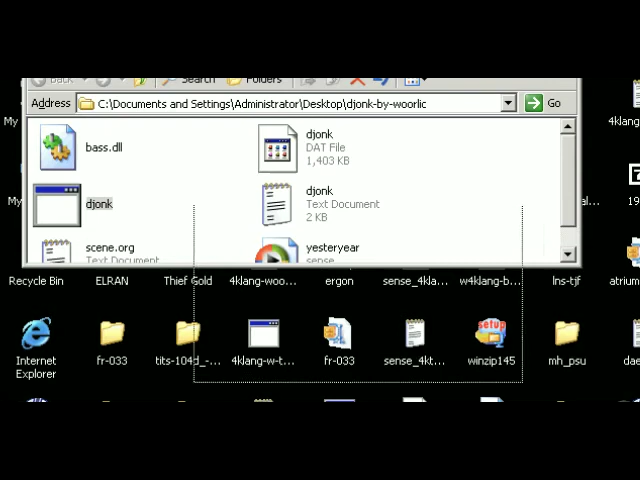 Back Search Folders
Address C:\Documents and Settings\Administrator\Desktop\djonk-by-woorlic Go
bass.dll
djonk
DAT File
1,403 KB
djonk
djonk
Text Document
2 KB
scene.org
Text Document
yesteryear
sense
My
My
4klang
19
al...
Recycle Bin
ELRAN
Thief Gold
4klang-woo...
ergon
sense_4kla...
w4klang-b...
lns-tjf
atrium
Internet
Explorer
fr-033
tits-104d_-...
4klang-w-t...
fr-033
sense_4kt...
setup
winzip145
mh_psu
dae